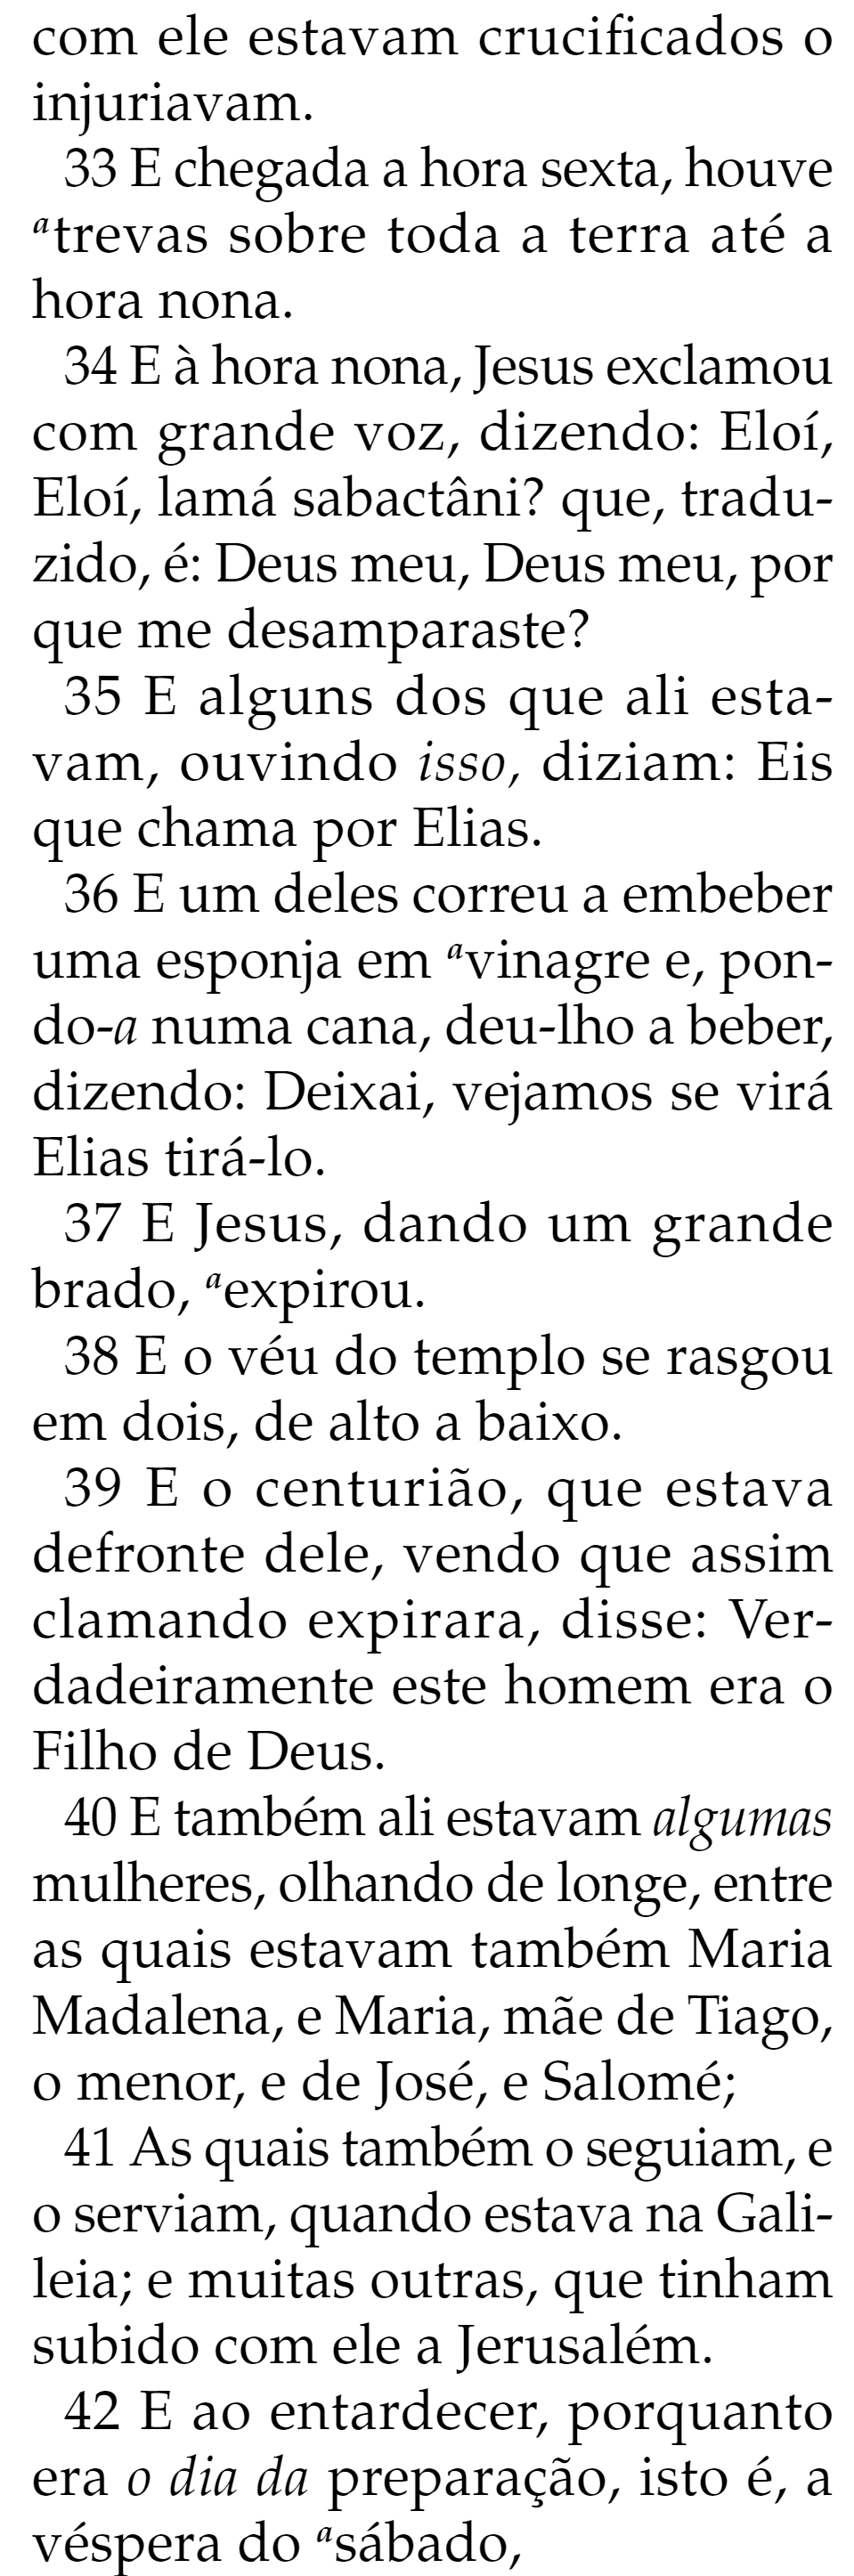 com ele estavam crucificados o
injuriavam.
33 E chegada a hora sexta, houve
ᵃtrevas sobre toda a terra até a
hora nona.
34 E à hora nona, Jesus exclamou
com grande voz, dizendo: Eloí,
Eloí, lamá sabactâni? que, tradu-
zido, é: Deus meu, Deus meu, por
que me desamparaste?
35 E alguns dos que ali esta-
vam, ouvindo isso, diziam: Eis
que chama por Elias.
36 E um deles correu a embeber
uma esponja em ᵃvinagre e, pon-
do-a numa cana, deu-lho a beber,
dizendo: Deixai, vejamos se virá
Elias tirá-lo.
37 E Jesus, dando um grande
brado, ᵃexpirou.
38 E o véu do templo se rasgou
em dois, de alto a baixo.
39 E o centurião, que estava
defronte dele, vendo que assim
clamando expirara, disse: Ver-
dadeiramente este homem era o
Filho de Deus.
40 E também ali estavam algumas
mulheres, olhando de longe, entre
as quais estavam também Maria
Madalena, e Maria, mãe de Tiago,
o menor, e de José, e Salomé;
41 As quais também o seguiam, e
o serviam, quando estava na Gali-
leia; e muitas outras, que tinham
subido com ele a Jerusalém.
42 E ao entardecer, porquanto
era o dia da preparação, isto é, a
véspera do ᵃsábado,